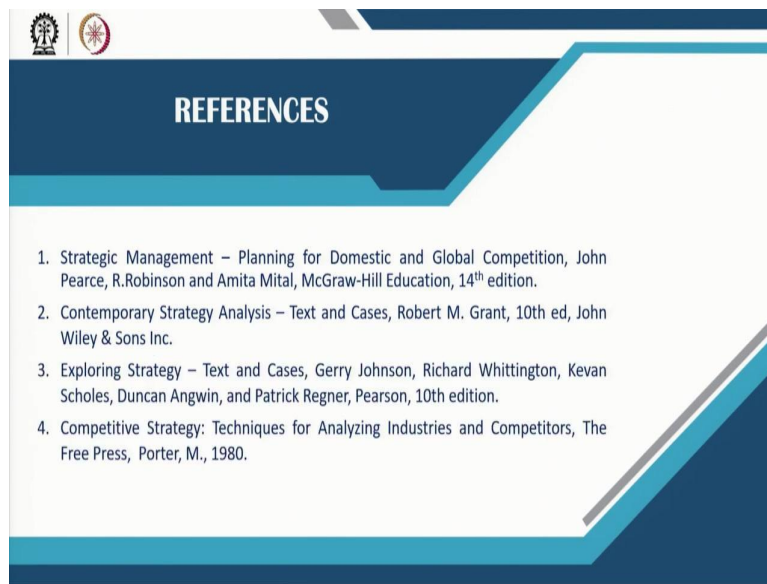 REFERENCES
1. Strategic Management – Planning for Domestic and Global Competition, John
Pearce, R.Robinson and Amita Mital, McGraw-Hill Education, 14th edition.
2. Contemporary Strategy Analysis – Text and Cases, Robert M. Grant, 10th ed, John
Wiley & Sons Inc.
3. Exploring Strategy – Text and Cases, Gerry Johnson, Richard Whittington, Kevan
Scholes, Duncan Angwin, and Patrick Regner, Pearson, 10th edition.
4. Competitive Strategy: Techniques for Analyzing Industries and Competitors, The
Free Press, Porter, M., 1980.